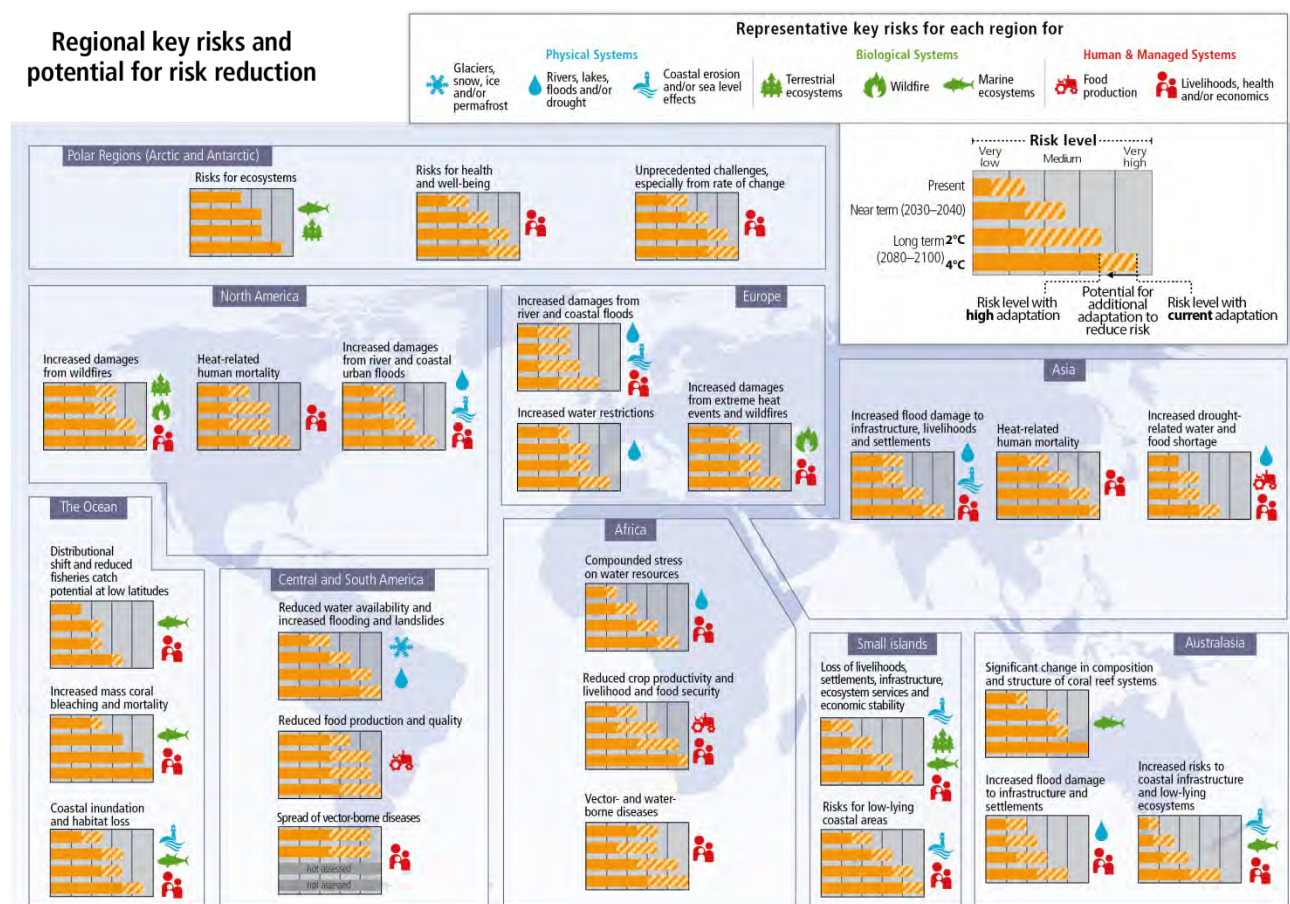 Regional key risks and
potential for risk reduction
Representative key risks for each region for
Physical Systems
Biological Systems
Human & Managed Systems
Glaciers,
snow, ice
and/or
permafrost
Rivers, lakes,
floods and/or
drought
Coastal erosion
and/or sea level
effects
Terrestrial
ecosystems
Wildfire
Marine
ecosystems
Food
production
Livelihoods, health
and/or economics
Risk level
Very
low
Medium
Very
high
Present
Near term (2030–2040)
Long term
(2080–2100)
2°C
4°C
Risk level with
high adaptation
Potential for
additional
adaptation to
reduce risk
Risk level with
current adaptation
Polar Regions (Arctic and Antarctic)
Risks for ecosystems
Risks for health
and well-being
Unprecedented challenges,
especially from rate of change
North America
Increased damages
from wildfires
Heat-related
human mortality
Increased damages
from river and coastal
urban floods
Europe
Increased damages from
river and coastal floods
Increased water restrictions
Increased damages
from extreme heat
events and wildfires
Asia
Increased flood damage to
infrastructure, livelihoods
and settlements
Heat-related
human mortality
Increased drought-
related water and
food shortage
The Ocean
Distributional
shift and reduced
fisheries catch
potential at low latitudes
Increased mass coral
bleaching and mortality
Coastal inundation
and habitat loss
Central and South America
Reduced water availability and
increased flooding and landslides
Reduced food production and quality
Spread of vector-borne diseases
not assessed
not assessed
Africa
Compounded stress
on water resources
Reduced crop productivity and
livelihood and food security
Vector- and water-
borne diseases
Small islands
Loss of livelihoods,
settlements, infrastructure,
ecosystem services and
economic stability
Risks for low-lying
coastal areas
Australasia
Significant change in composition
and structure of coral reef systems
Increased flood damage
to infrastructure and
settlements
Increased risks to
coastal infrastructure
and low-lying
ecosystems